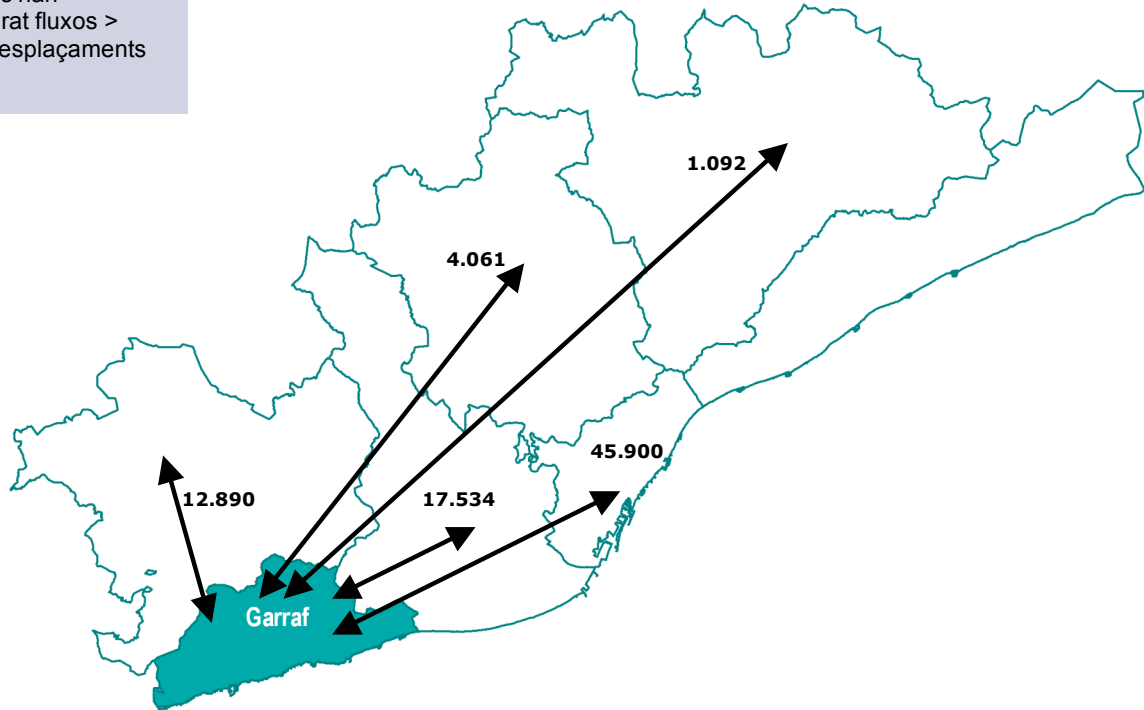 rat fluxos >
esplaçaments
1.092
4.061
45.900
12.890
17.534
Garraf